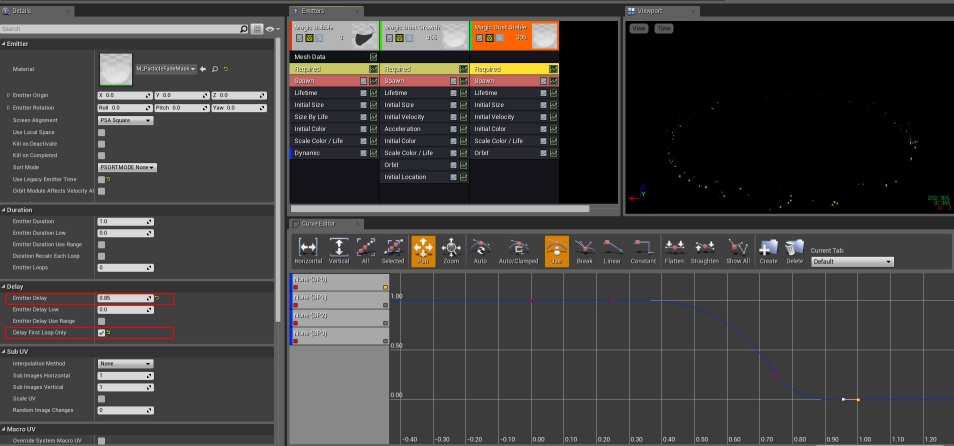 Details
Search
Emitter
Material
M_ParticleFadeMask
Emitter Origin X 0.0 Y 0.0 Z 0.0
Emitter Rotation Roll 0.0 Pitch 0.0 Yaw 0.0
Screen Alignment PSA Square
Use Local Space
Kill on Deactivate
Kill on Completed
Sort Mode PSORTMODE None
Use Legacy Emitter Time
Orbit Module Affects Velocity Al
Duration
Emitter Duration 1.0
Emitter Duration Low 0.0
Emitter Duration Use Range
Duration Recalc Each Loop
Emitter Loops 0
Delay
Emitter Delay 0.85
Emitter Delay Low 0.0
Emitter Delay Use Range
Delay First Loop Only
Sub UV
Interpolation Method None
Sub Images Horizontal 1
Sub Images Vertical 1
Scale UV
Random Image Changes 0
Macro UV
Override System Macro UV
Emitters
Magic Bubble
3
Mesh Data
Required
Spawn
Lifetime
Initial Size
Size By Life
Initial Color
Scale Color / Life
Dynamic
Magic Dust Growth
355
Required
Spawn
Lifetime
Initial Size
Initial Velocity
Acceleration
Initial Color
Scale Color / Life
Orbit
Initial Location
Magic Dust Stable
Required
Spawn
Lifetime
Initial Size
Initial Velocity
Initial Color
Scale Color / Life
Orbit
Viewport
View Time
Y
Curve Editor
Horizontal Vertical All Selected Pan Zoom Auto Auto/Clamped User Break Linear Constant Flatten Straighten Show All Create Delete
Current Tab:
Default
None (DP0)
None (DP1)
None (DP2)
None (DP3)
1.00
0.50
0.00
-0.40 -0.30 -0.20 -0.10 0.00 0.10 0.20 0.30 0.40 0.50 0.60 0.70 0.80 0.90 1.00 1.10 1.20